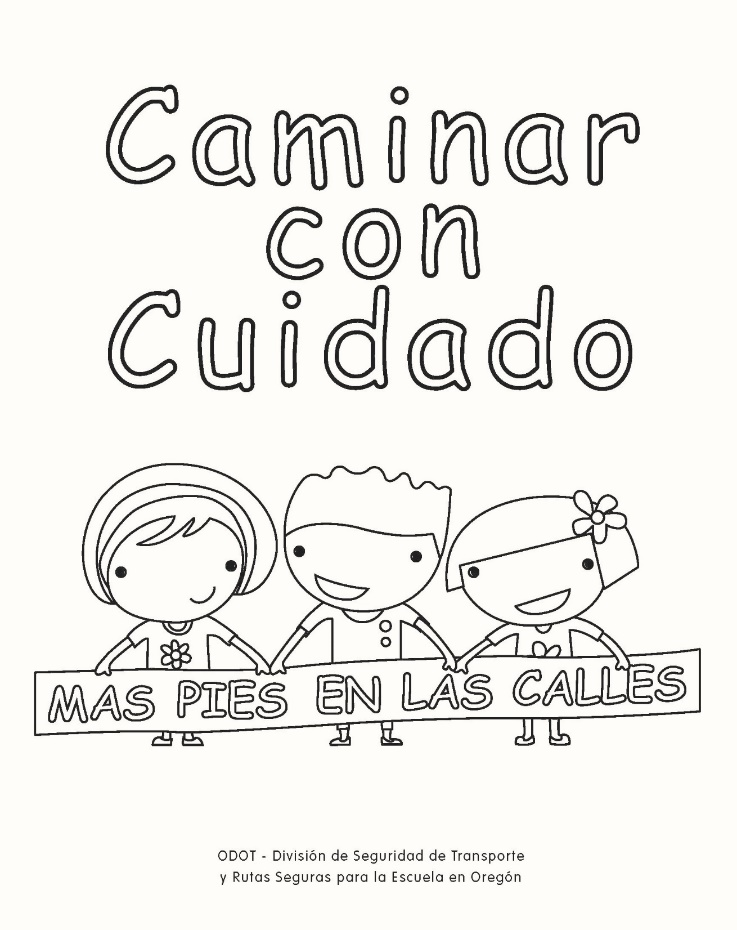 Caminar
con
Cuidado
MAS PIES EN LAS CALLES
ODOT - División de Seguridad de Transporte
y Rutas Seguras para la Escuela en Oregón